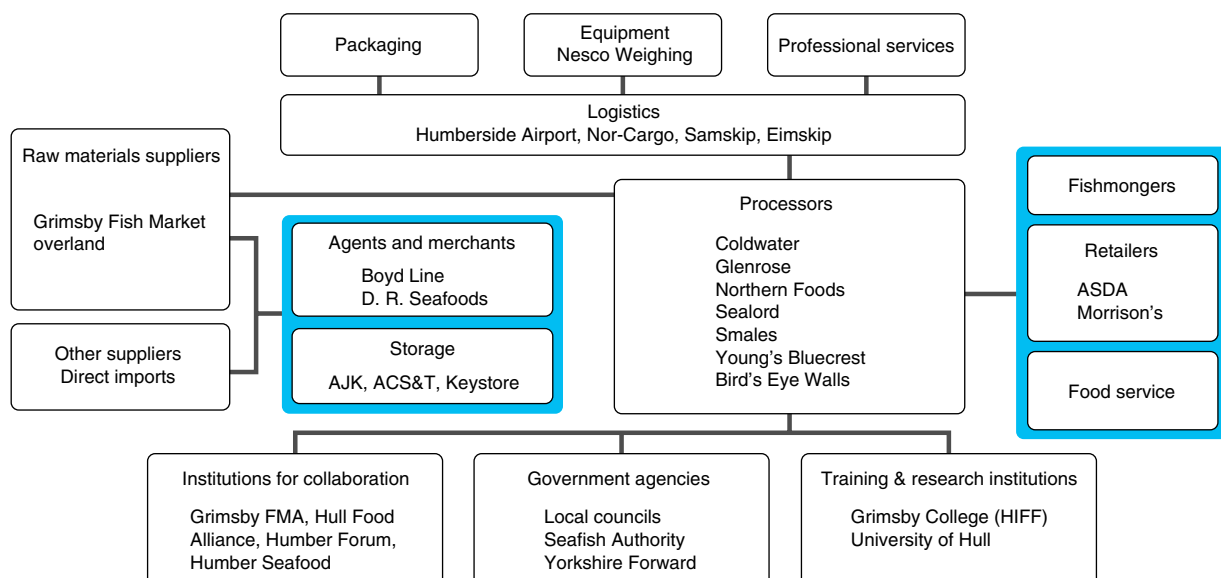 Packaging
Equipment
Nesco Weighing
Professional services
Logistics
Humberside Airport, Nor-Cargo, Samskip, Eimskip
Raw materials suppliers
Grimsby Fish Market
overland
Other suppliers
Direct imports
Agents and merchants
Boyd Line
D. R. Seafoods
Storage
AJK, ACS&T, Keystore
Processors
Coldwater
Glenrose
Northern Foods
Sealord
Smales
Young's Bluecrest
Bird's Eye Walls
Fishmongers
Retailers
ASDA
Morrison's
Food service
Institutions for collaboration
Grimsby FMA, Hull Food
Alliance, Humber Forum,
Humber Seafood
Government agencies
Local councils
Seafish Authority
Yorkshire Forward
Training & research institutions
Grimsby College (HIFF)
University of Hull